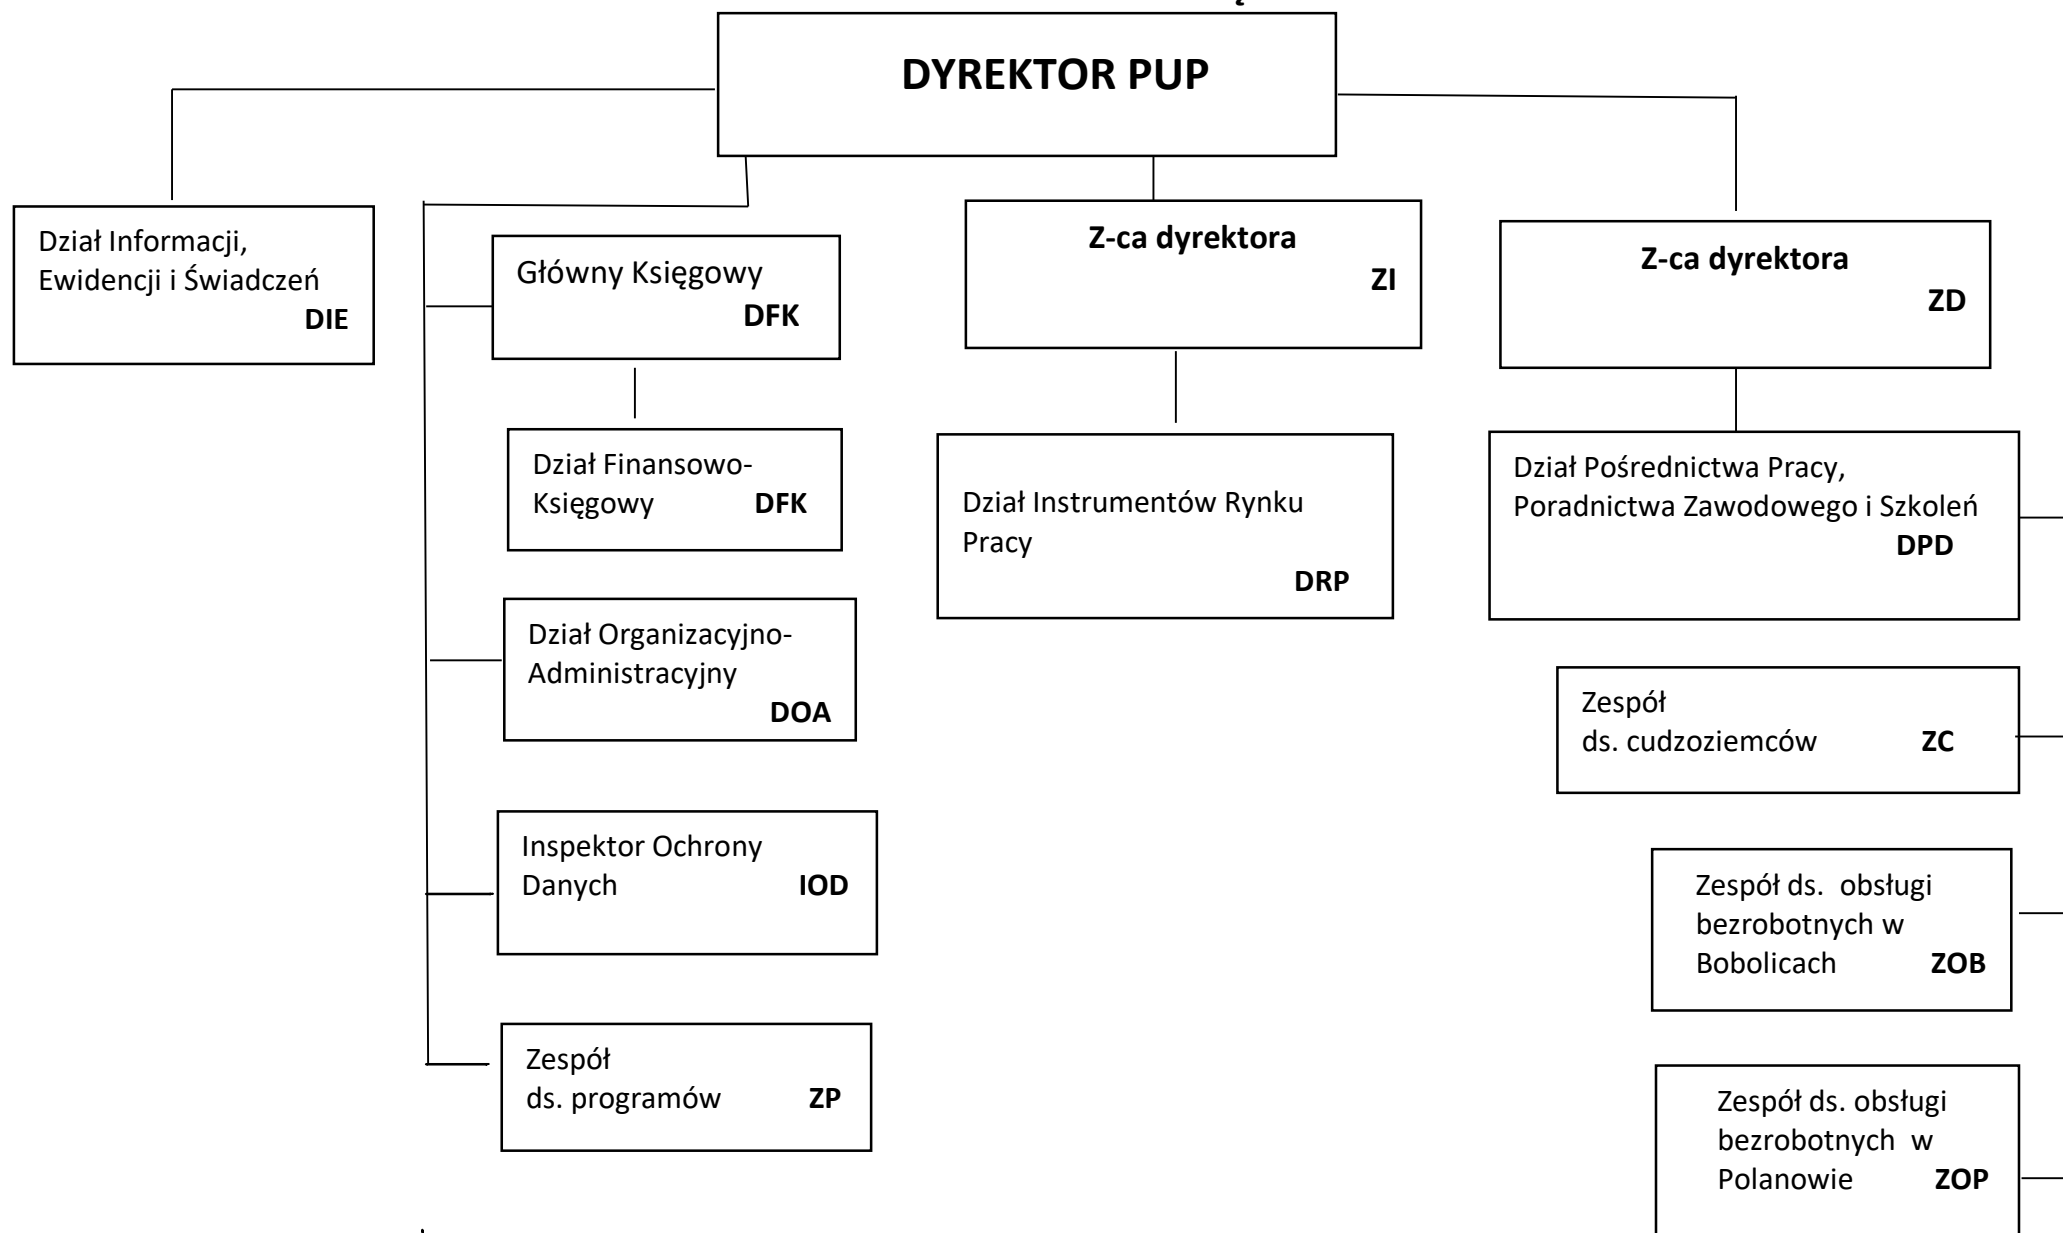 DYREKTOR PUP
Dział Informacji,
Ewidencji i Świadczeń
DIE
Główny Księgowy
DFK
Dział Finansowo-
Księgowy DFK
Dział Organizacyjno-
Administracyjny
DOA
Inspektor Ochrony
Danych IOD
Zespół
ds. programów ZP
Z-ca dyrektora
ZI
Dział Instrumentów Rynku
Pracy
DRP
Z-ca dyrektora
ZD
Dział Pośrednictwa Pracy,
Poradnictwa Zawodowego i Szkoleń
DPD
Zespół
ds. cudzoziemców ZC
Zespół ds. obsługi
bezrobotnych w
Bobolicach ZOB
Zespół ds. obsługi
bezrobotnych w
Polanowie ZOP